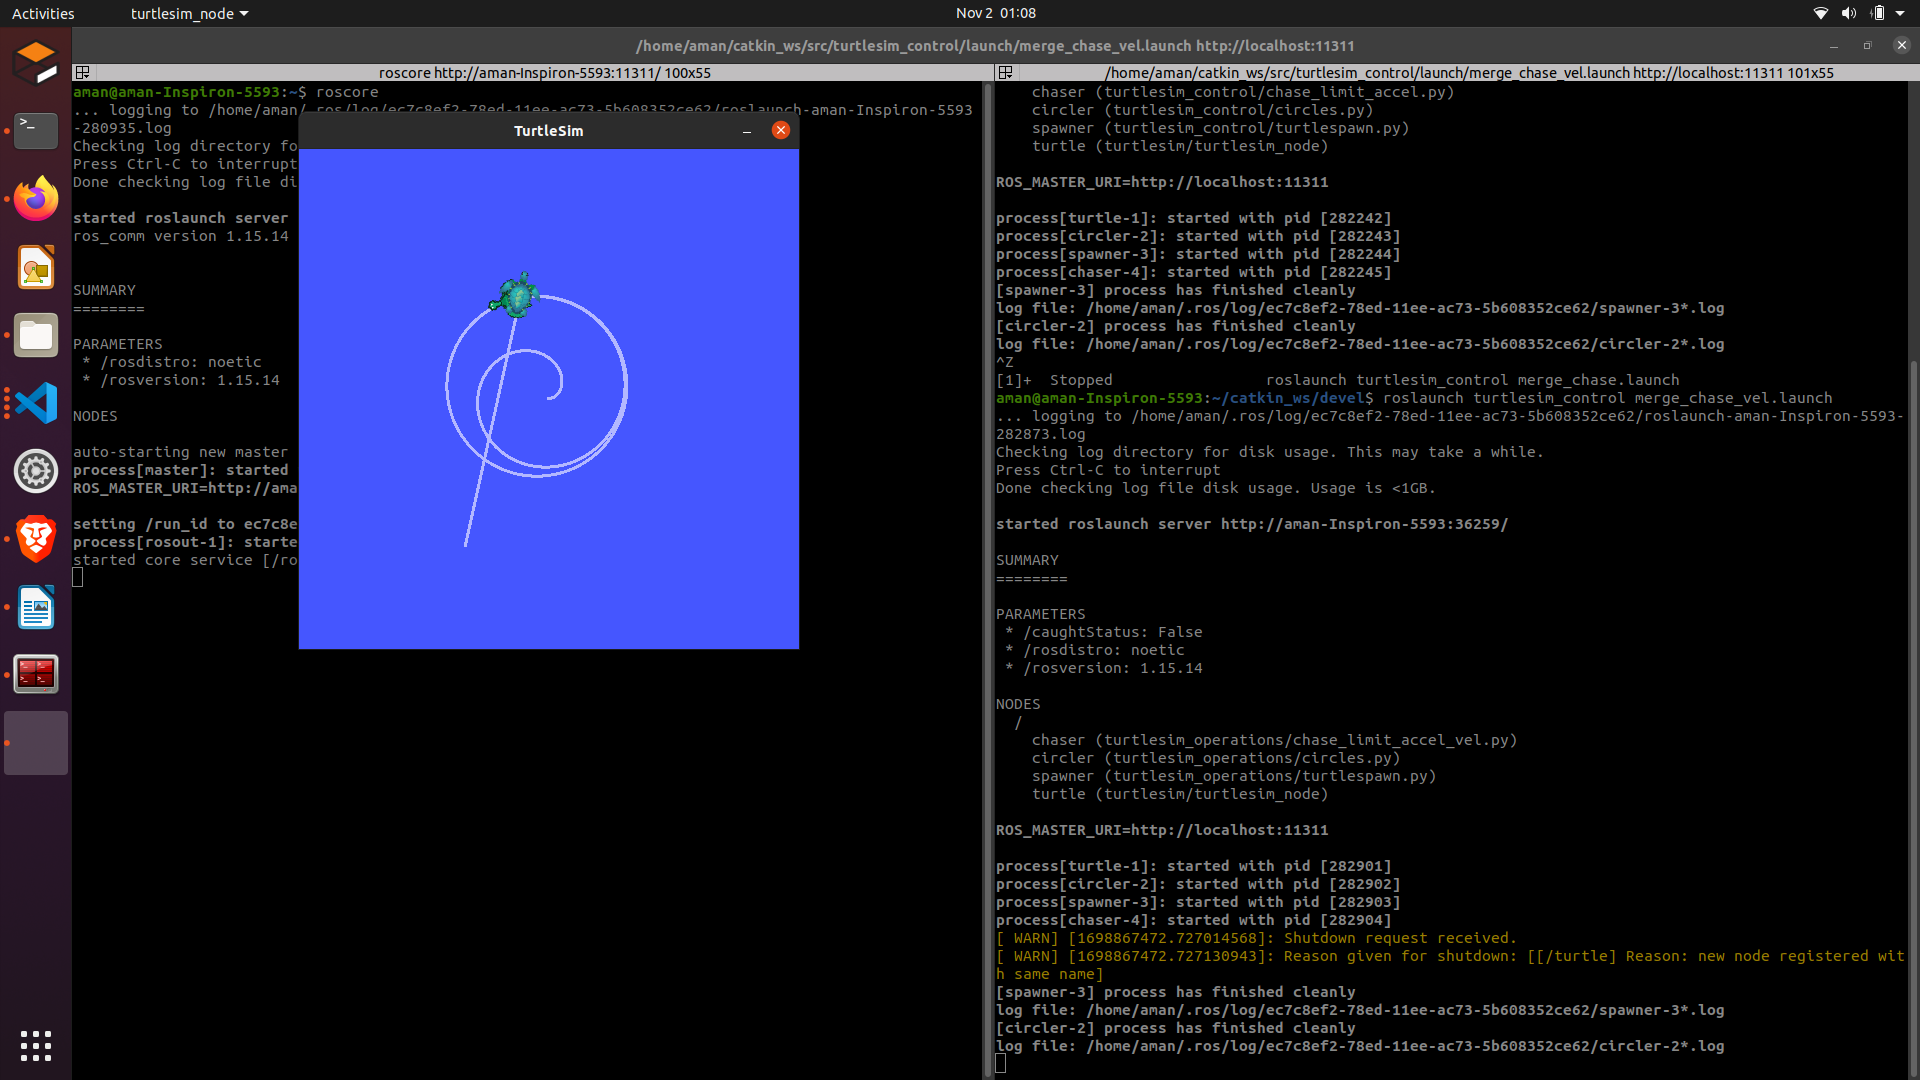 Activities
turtlesim_node
Nov 2 01:08
/home/aman/catkin_ws/src/turtlesim_control/launch/merge_chase_vel.launch http://localhost:11311
roscore http://aman-Inspiron-5593:11311/ 100x55
aman@aman-Inspiron-5593:~$ roscore
... logging to /home/aman/.ros/log/ec7c8ef2-78ed-11ee-ac73-5b608352ce62/roslaunch-aman-Inspiron-5593
-280935.log
Checking log directory fo
Press Ctrl-C to interrupt
Done checking log file di
started roslaunch server
ros_comm version 1.15.14
SUMMARY
========
PARAMETERS
* /rosdistro: noetic
* /rosversion: 1.15.14
NODES
auto-starting new master
process[master]: started
ROS_MASTER_URI=http://ama
setting /run_id to ec7c8e
process[rosout-1]: starte
started core service [/ro
TurtleSim
/home/aman/catkin_ws/src/turtlesim_control/launch/merge_chase_vel.launch http://localhost:11311 101x55
chaser (turtlesim_control/chase_limit_accel.py)
circler (turtlesim_control/circles.py)
spawner (turtlesim_control/turtlespawn.py)
turtle (turtlesim/turtlesim_node)
ROS_MASTER_URI=http://localhost:11311
process[turtle-1]: started with pid [282242]
process[circler-2]: started with pid [282243]
process[spawner-3]: started with pid [282244]
process[chaser-4]: started with pid [282245]
[spawner-3] process has finished cleanly
log file: /home/aman/.ros/log/ec7c8ef2-78ed-11ee-ac73-5b608352ce62/spawner-3*.log
[circler-2] process has finished cleanly
log file: /home/aman/.ros/log/ec7c8ef2-78ed-11ee-ac73-5b608352ce62/circler-2*.log
^Z
[1]+  Stopped                 roslaunch turtlesim_control merge_chase.launch
aman@aman-Inspiron-5593:~/catkin_ws/devel$ roslaunch turtlesim_control merge_chase_vel.launch
... logging to /home/aman/.ros/log/ec7c8ef2-78ed-11ee-ac73-5b608352ce62/roslaunch-aman-Inspiron-5593-
282873.log
Checking log directory for disk usage. This may take a while.
Press Ctrl-C to interrupt
Done checking log file disk usage. Usage is <1GB.
started roslaunch server http://aman-Inspiron-5593:36259/
SUMMARY
========
PARAMETERS
* /caughtStatus: False
* /rosdistro: noetic
* /rosversion: 1.15.14
NODES
/
chaser (turtlesim_operations/chase_limit_accel_vel.py)
circler (turtlesim_operations/circles.py)
spawner (turtlesim_operations/turtlespawn.py)
turtle (turtlesim/turtlesim_node)
ROS_MASTER_URI=http://localhost:11311
process[turtle-1]: started with pid [282901]
process[circler-2]: started with pid [282902]
process[spawner-3]: started with pid [282903]
process[chaser-4]: started with pid [282904]
[ WARN] [1698867472.727014568]: Shutdown request received.
[ WARN] [1698867472.727130943]: Reason given for shutdown: [[/turtle] Reason: new node registered wit
h same name]
[spawner-3] process has finished cleanly
log file: /home/aman/.ros/log/ec7c8ef2-78ed-11ee-ac73-5b608352ce62/spawner-3*.log
[circler-2] process has finished cleanly
log file: /home/aman/.ros/log/ec7c8ef2-78ed-11ee-ac73-5b608352ce62/circler-2*.log